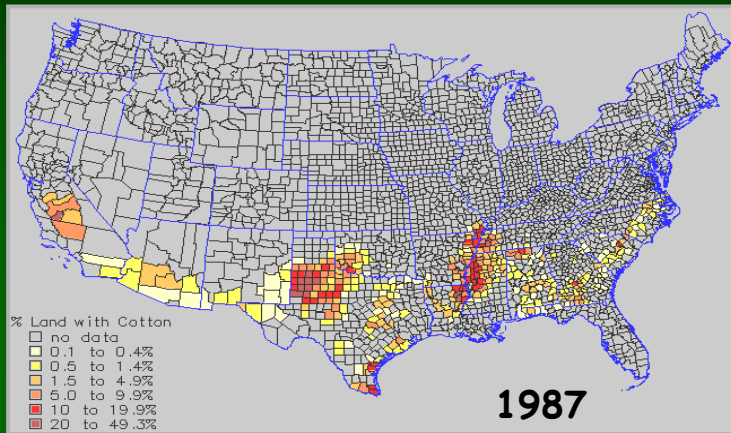 % Land with Cotton
no data
0.1 to 0.4%
0.5 to 1.4%
1.5 to 4.9%
5.0 to 9.9%
10 to 19.9%
20 to 49.3%
1987